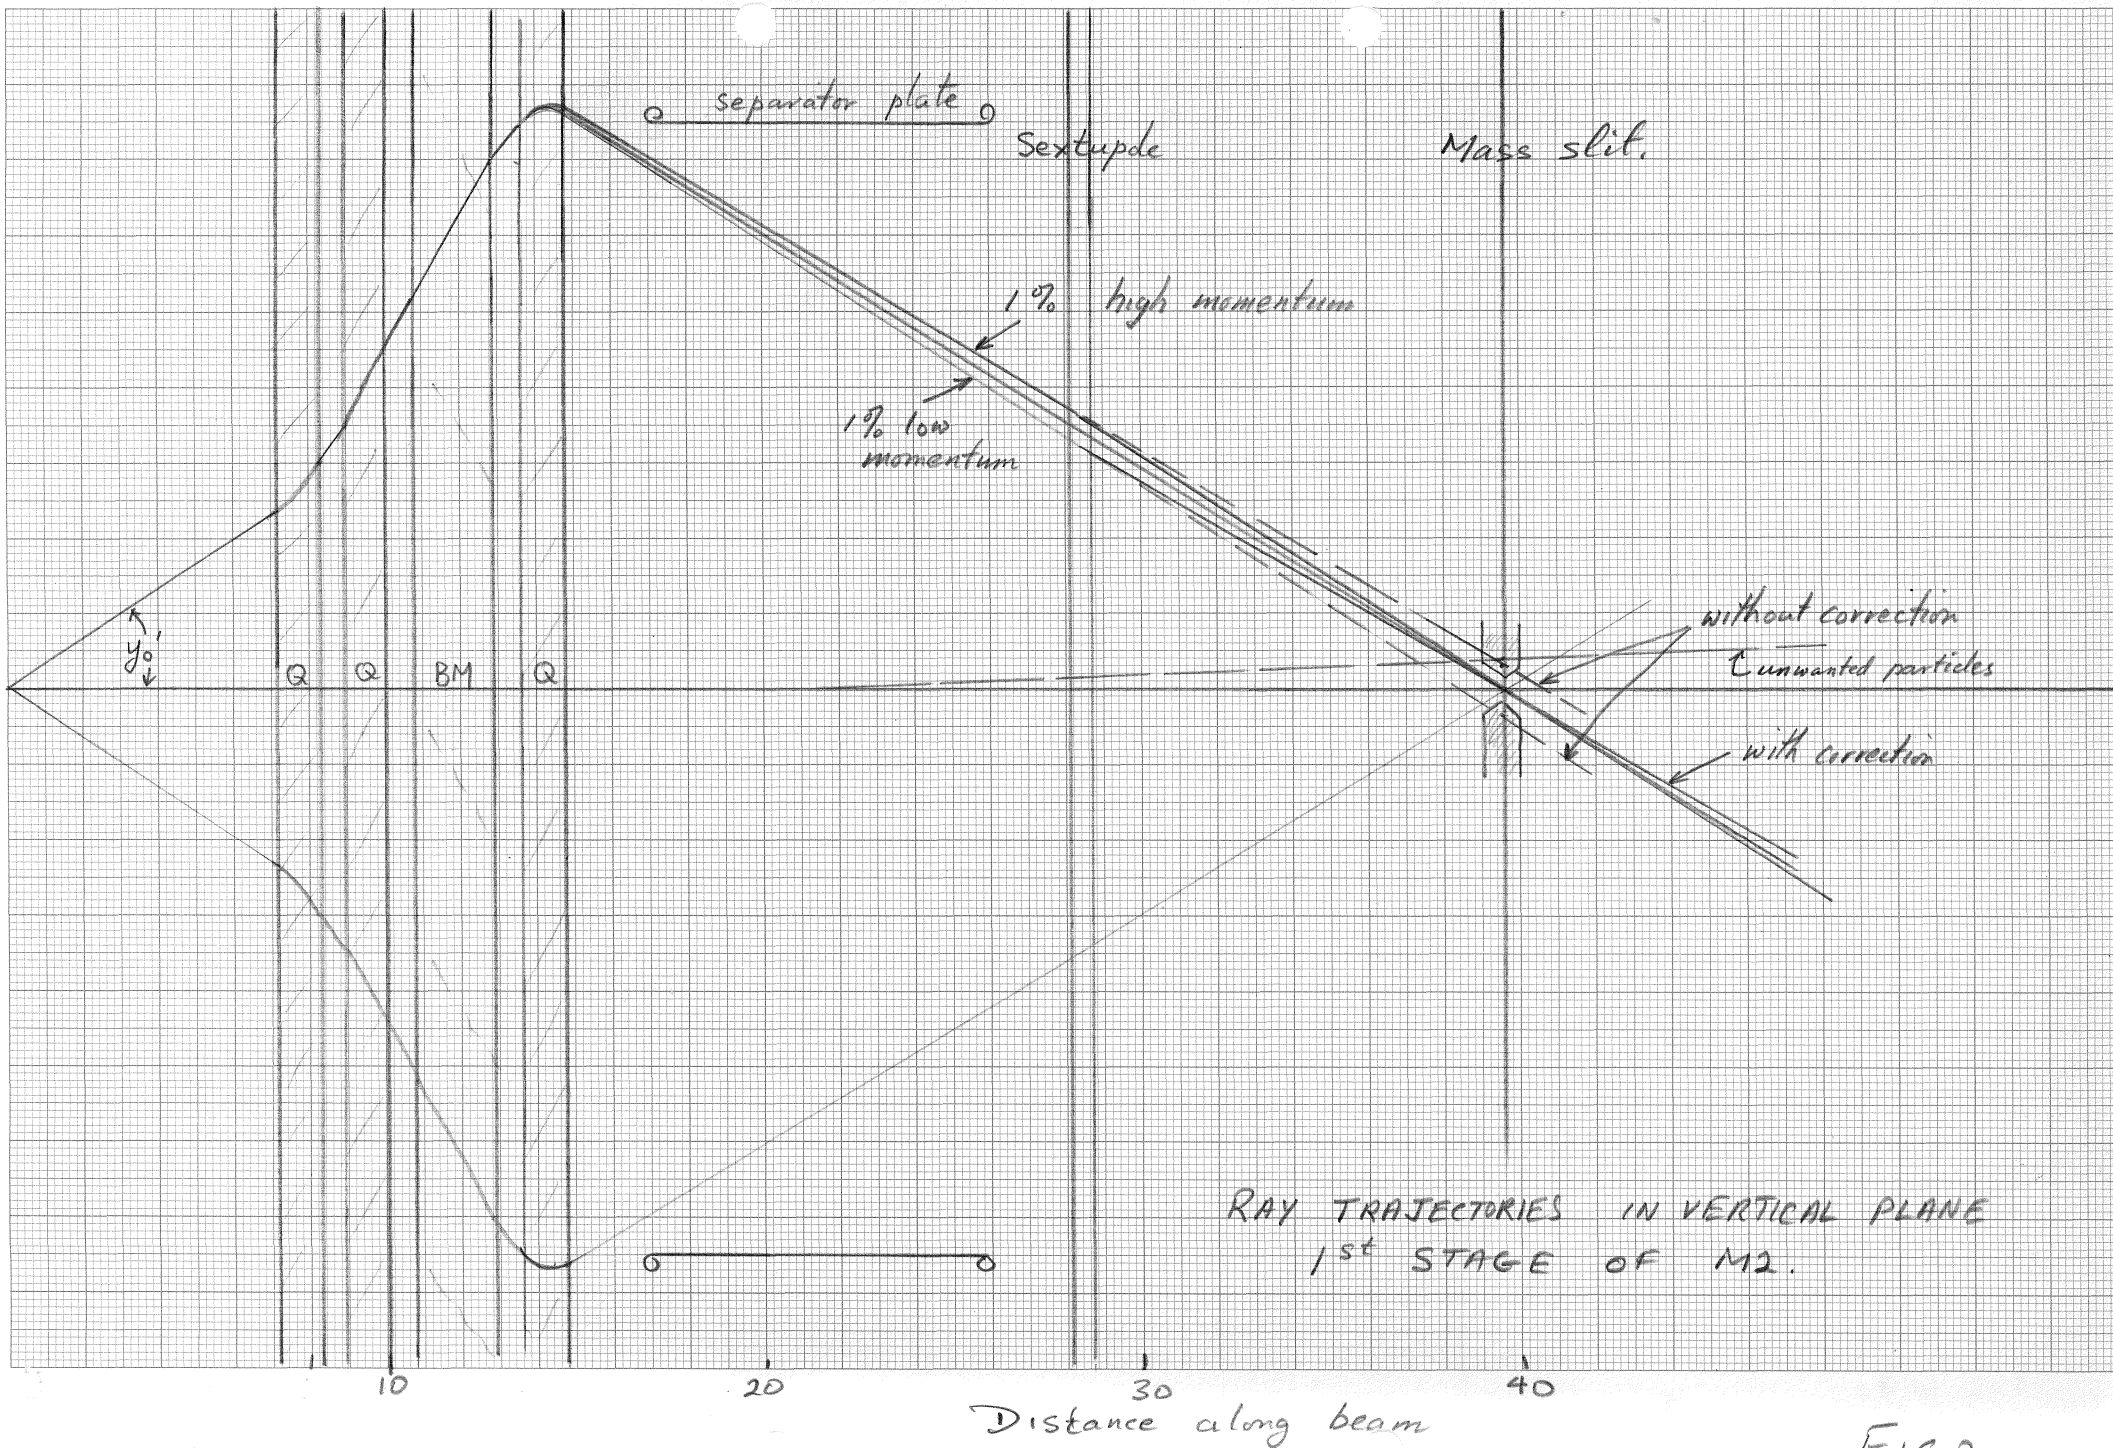 separator plate
Sextupole
Mass slit.
1% high momentum
1% low
momentum
without correction
unwanted particles
y₀'
Q Q BM Q
with correction
RAY TRAJECTORIES IN VERTICAL PLANE
1st STAGE OF M2.
10 20 30 40
Distance along beam